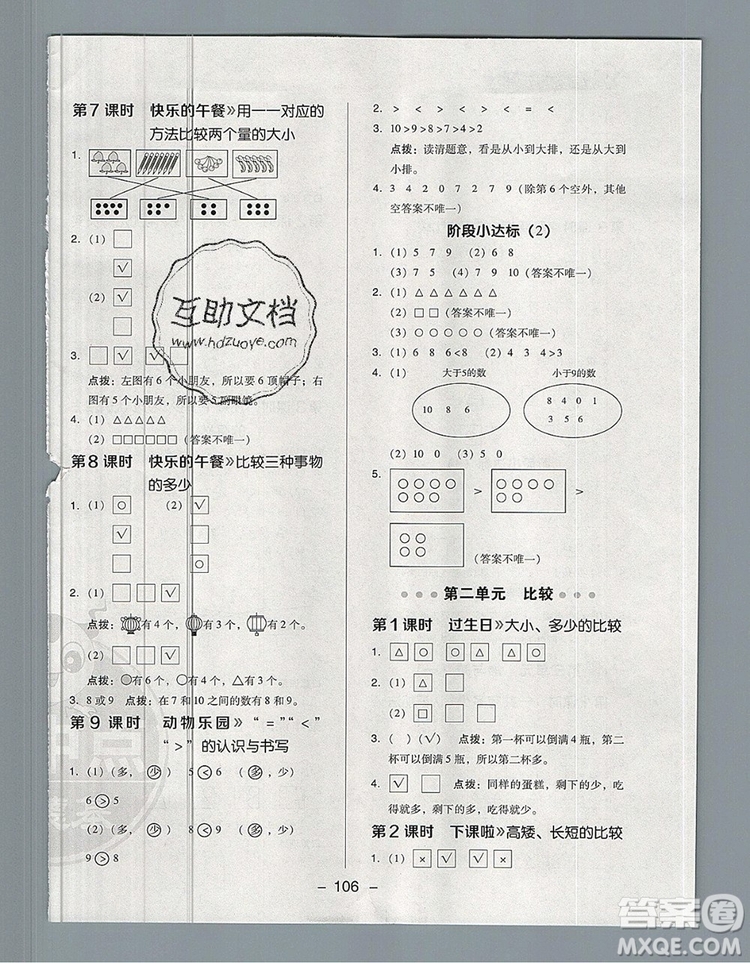 第7课时 快乐的午餐》用一一对应的
方法比较两个量的大小
1.
2. (1) □
☑
(2) ☑
□
3. □ ☑ ☑ □
点拨：左图有6个小朋友，所以要6顶帽子；右
图有5个小朋友，所以要5副眼镜。
4. (1) △△△△△
(2) □□□□□□（答案不唯一）
第8课时 快乐的午餐》比较三种事物
的多少
1. (1) ○ (2) √
√
○
2. (1) □ □ √
点拨：有4个，有3个，有2个。
(2) □ □ √
点拨：○有6个，△有4个，□有3个。
3. 8或9 点拨：在7和10之间的数有8和9。
第9课时 动物乐园》“=”“<”
“>”的认识与书写
1. (1)（多，少） 5<6 （多，少）
6>5
(2)（多，少） 8<9 （多，少）
9>8
2. > < > < > < = <
3. 10>9>8>7>4>2
点拨：读清题意，看是从小到大排，还是从大到
小排。
4. 3 4 2 0 7 2 7 9（除第6个空外，其他
空答案不唯一）
阶段小达标（2）
1. (1) 5 7 9 (2) 6 8
(3) 7 5 (4) 7 9 10（答案不唯一）
2. (1) △△△△△△
(2) □□（答案不唯一）
(3) ○○○○○○○○
3. (1) 6 8 6<8 (2) 4 3 4>3
4. (1) 大于5的数 小于9的数
10 8 6
8 4 0 1
3 5 6
(2) 10 0 (3) 5 0
5. > >
（答案不唯一）
第二单元 比较
第1课时 过生日》大小、多少的比较
1. △ ○ □ □ ○ △
2. (1) □ △
(2) □ □ △
3. ( ) (√) 点拨：第一杯可以倒满4瓶，第二
杯可以倒满5瓶，所以第二杯多。
4. √ □ 点拨：同样的蛋糕，剩下的少，吃
得就多，剩下的多，吃得就少。
第2课时 下课啦》高矮、长短的比较
1. (1) × √ √ ×
- 106 -
互助文档
www.hdzuoye.com
答案圈
MXQE.COM